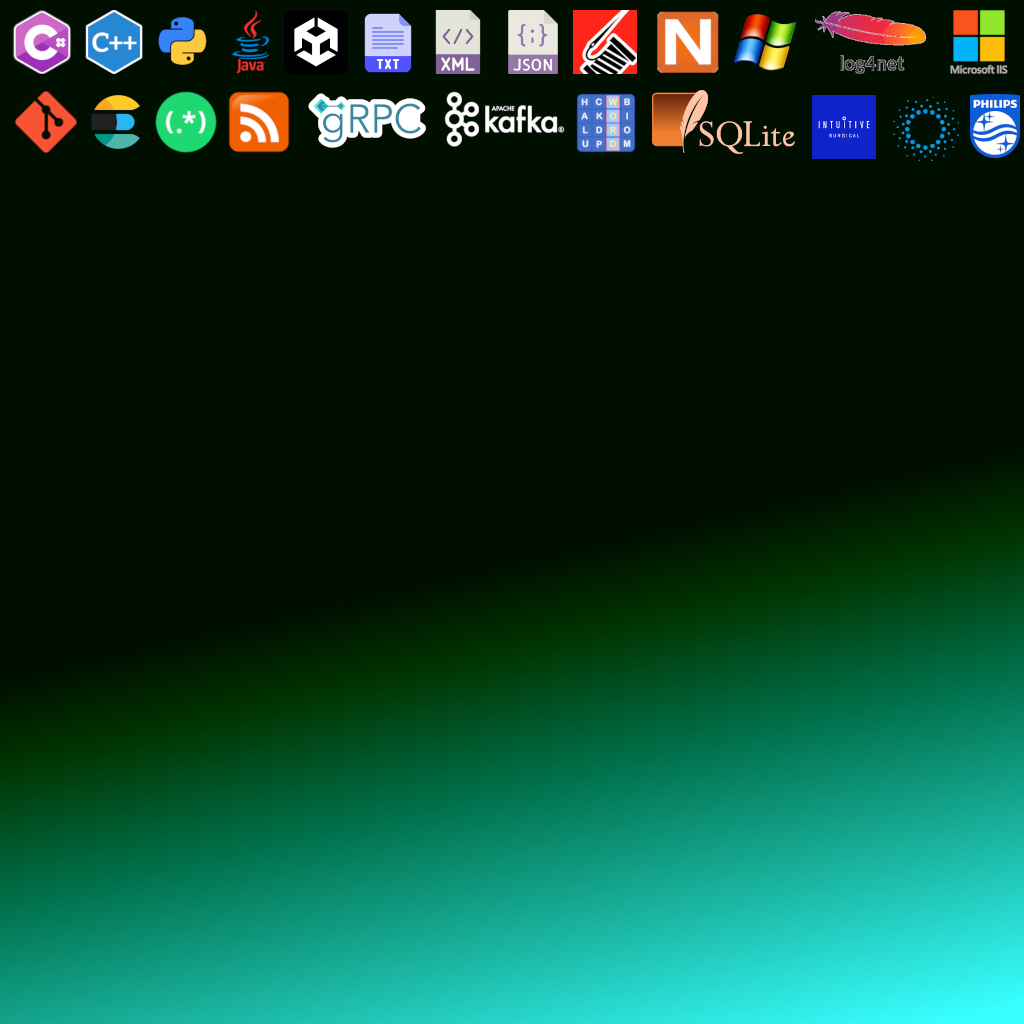 C#
C++
Java
TXT
</>
XML
{;}
JSON
N
log4net
Microsoft IIS
(.*)
gRPC
APACHE
kafka®
H C W B
A K O I
L D R O
U P D M
SQLite
INTUITIVE
SURGICAL
PHILIPS